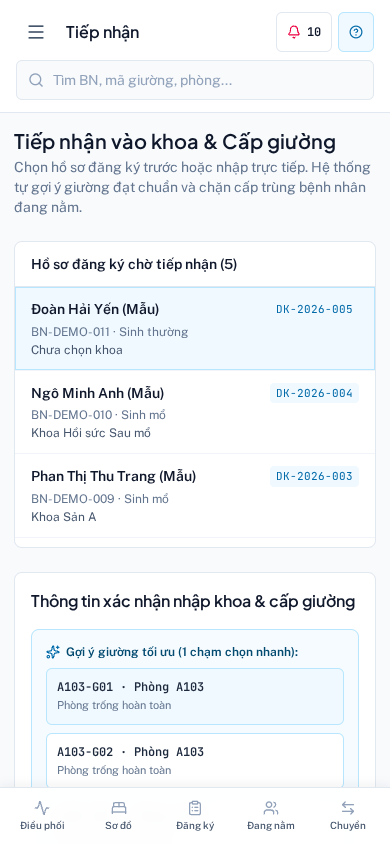 Tiếp nhận
10
Tìm BN, mã giường, phòng...
Tiếp nhận vào khoa & Cấp giường
Chọn hồ sơ đăng ký trước hoặc nhập trực tiếp. Hệ thống
tự gợi ý giường đạt chuẩn và chặn cấp trùng bệnh nhân
đang nằm.
Hồ sơ đăng ký chờ tiếp nhận (5)
Đoàn Hải Yến (Mẫu)
DK-2026-005
BN-DEMO-011 · Sinh thường
Chưa chọn khoa
Ngô Minh Anh (Mẫu)
DK-2026-004
BN-DEMO-010 · Sinh mổ
Khoa Hồi sức Sau mổ
Phan Thị Thu Trang (Mẫu)
DK-2026-003
BN-DEMO-009 · Sinh mổ
Khoa Sản A
Thông tin xác nhận nhập khoa & cấp giường
Gợi ý giường tối ưu (1 chạm chọn nhanh):
A103-G01 · Phòng A103
Phòng trống hoàn toàn
A103-G02 · Phòng A103
Phòng trống hoàn toàn
Điều phối
Sơ đồ
Đăng ký
Đang nằm
Chuyển